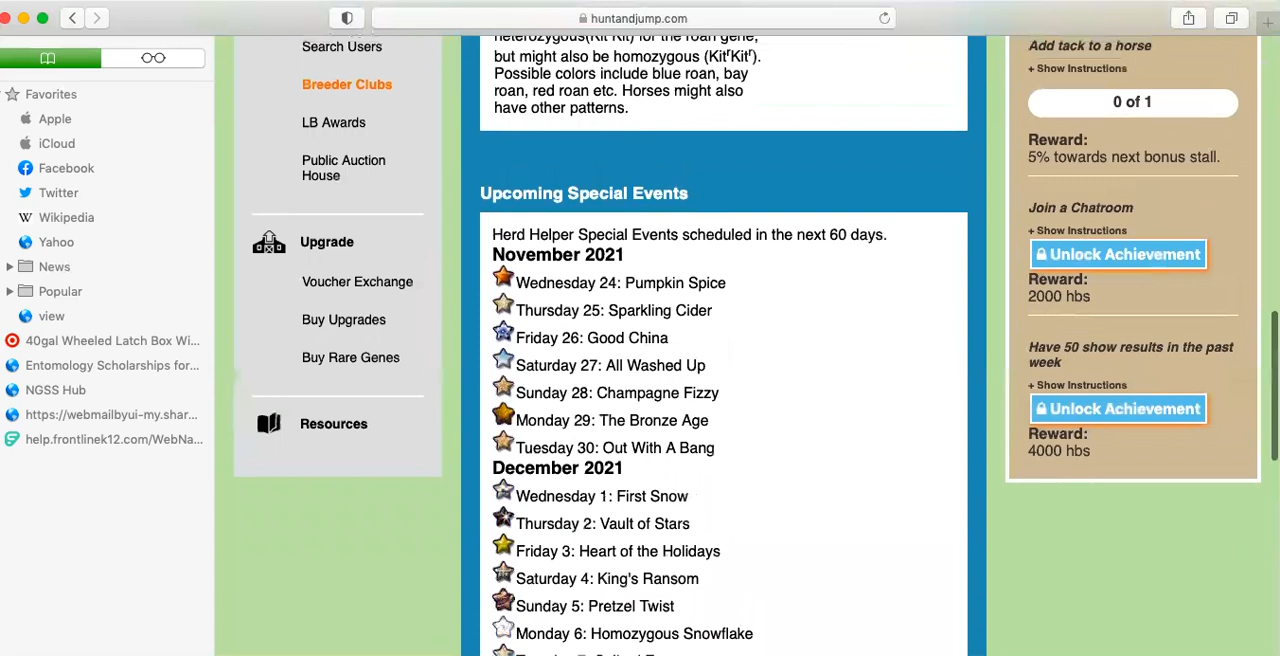 huntandjump.com
Favorites
Apple
iCloud
Facebook
Twitter
Wikipedia
Yahoo
News
Popular
view
40gal Wheeled Latch Box Wi...
Entomology Scholarships for...
NGSS Hub
https://webmailbyui-my.shar...
help.frontlinek12.com/WebNa...
Search Users
Breeder Clubs
LB Awards
Public Auction
House
Upgrade
Voucher Exchange
Buy Upgrades
Buy Rare Genes
Resources
heterozygous(Kit Kit) for the roan gene,
but might also be homozygous (KitʳKitʳ).
Possible colors include blue roan, bay
roan, red roan etc. Horses might also
have other patterns.
Upcoming Special Events
Herd Helper Special Events scheduled in the next 60 days.
November 2021
Wednesday 24: Pumpkin Spice
Thursday 25: Sparkling Cider
Friday 26: Good China
Saturday 27: All Washed Up
Sunday 28: Champagne Fizzy
Monday 29: The Bronze Age
Tuesday 30: Out With A Bang
December 2021
Wednesday 1: First Snow
Thursday 2: Vault of Stars
Friday 3: Heart of the Holidays
Saturday 4: King's Ransom
Sunday 5: Pretzel Twist
Monday 6: Homozygous Snowflake
Add tack to a horse
+ Show Instructions
0 of 1
Reward:
5% towards next bonus stall.
Join a Chatroom
+ Show Instructions
Unlock Achievement
Reward:
2000 hbs
Have 50 show results in the past
week
+ Show Instructions
Unlock Achievement
Reward:
4000 hbs